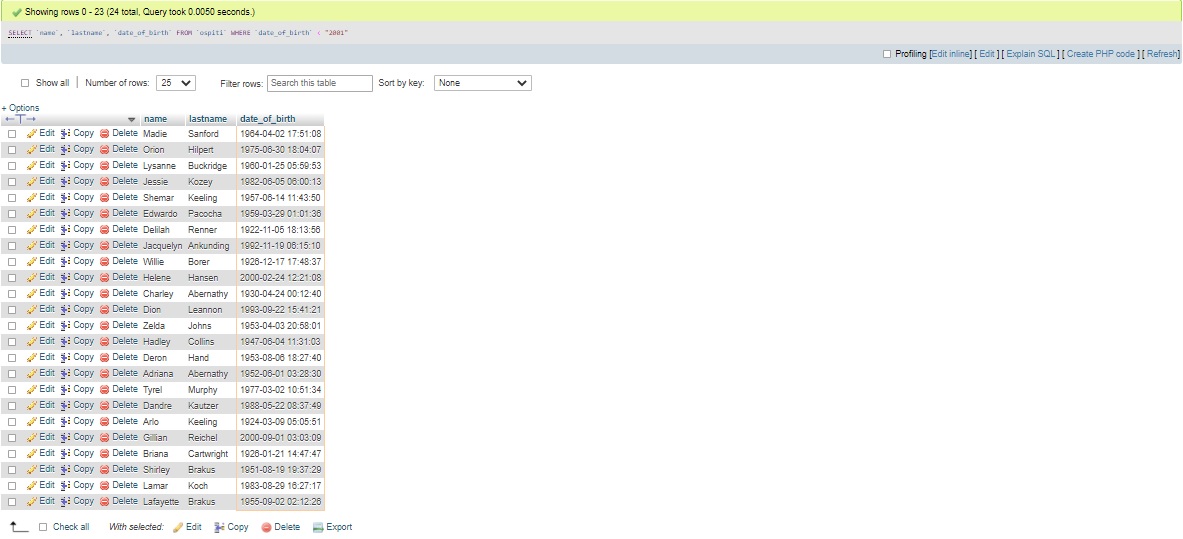 Showing rows 0 - 23 (24 total, Query took 0.0050 seconds.)
SELECT `name`, `lastname`, `date_of_birth` FROM `ospiti` WHERE `date_of_birth` < "2001"
Profiling [Edit inline] [ Edit ] [ Explain SQL ] [ Create PHP code ] [ Refresh]
Show all | Number of rows: 25 Filter rows: Search this table Sort by key: None
+ Options
←T→ name lastname date_of_birth
Edit Copy Delete Madie Sanford 1964-04-02 17:51:08
Edit Copy Delete Orion Hilpert 1975-06-30 18:04:07
Edit Copy Delete Lysanne Buckridge 1960-01-25 05:59:53
Edit Copy Delete Jessie Kozey 1982-06-05 06:00:13
Edit Copy Delete Shemar Keeling 1957-06-14 11:43:50
Edit Copy Delete Edwardo Pacocha 1959-03-29 01:01:36
Edit Copy Delete Delilah Renner 1922-11-05 18:13:56
Edit Copy Delete Jacquelyn Ankunding 1992-11-19 06:15:10
Edit Copy Delete Willie Borer 1926-12-17 17:48:37
Edit Copy Delete Helene Hansen 2000-02-24 12:21:08
Edit Copy Delete Charley Abernathy 1930-04-24 00:12:40
Edit Copy Delete Dion Leannon 1993-09-22 15:41:21
Edit Copy Delete Zelda Johns 1953-04-03 20:58:01
Edit Copy Delete Hadley Collins 1947-06-04 11:31:03
Edit Copy Delete Deron Hand 1953-08-06 18:27:40
Edit Copy Delete Adriana Abernathy 1952-06-01 03:28:30
Edit Copy Delete Tyrel Murphy 1977-03-02 10:51:34
Edit Copy Delete Dandre Kautzer 1988-05-22 08:37:49
Edit Copy Delete Arlo Keeling 1924-03-09 05:05:51
Edit Copy Delete Gillian Reichel 2000-09-01 03:03:09
Edit Copy Delete Briana Cartwright 1926-01-21 14:47:47
Edit Copy Delete Shirley Brakus 1951-08-19 19:37:29
Edit Copy Delete Lamar Koch 1983-08-29 16:27:17
Edit Copy Delete Lafayette Brakus 1955-09-02 02:12:26
Check all With selected: Edit Copy Delete Export